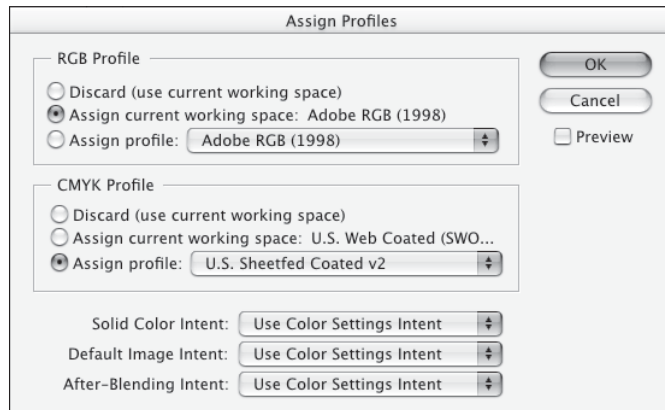 Assign Profiles
RGB Profile
Discard (use current working space)
Assign current working space: Adobe RGB (1998)
Assign profile: Adobe RGB (1998)
OK
Cancel
Preview
CMYK Profile
Discard (use current working space)
Assign current working space: U.S. Web Coated (SWO...
Assign profile: U.S. Sheetfed Coated v2
Solid Color Intent: Use Color Settings Intent
Default Image Intent: Use Color Settings Intent
After-Blending Intent: Use Color Settings Intent